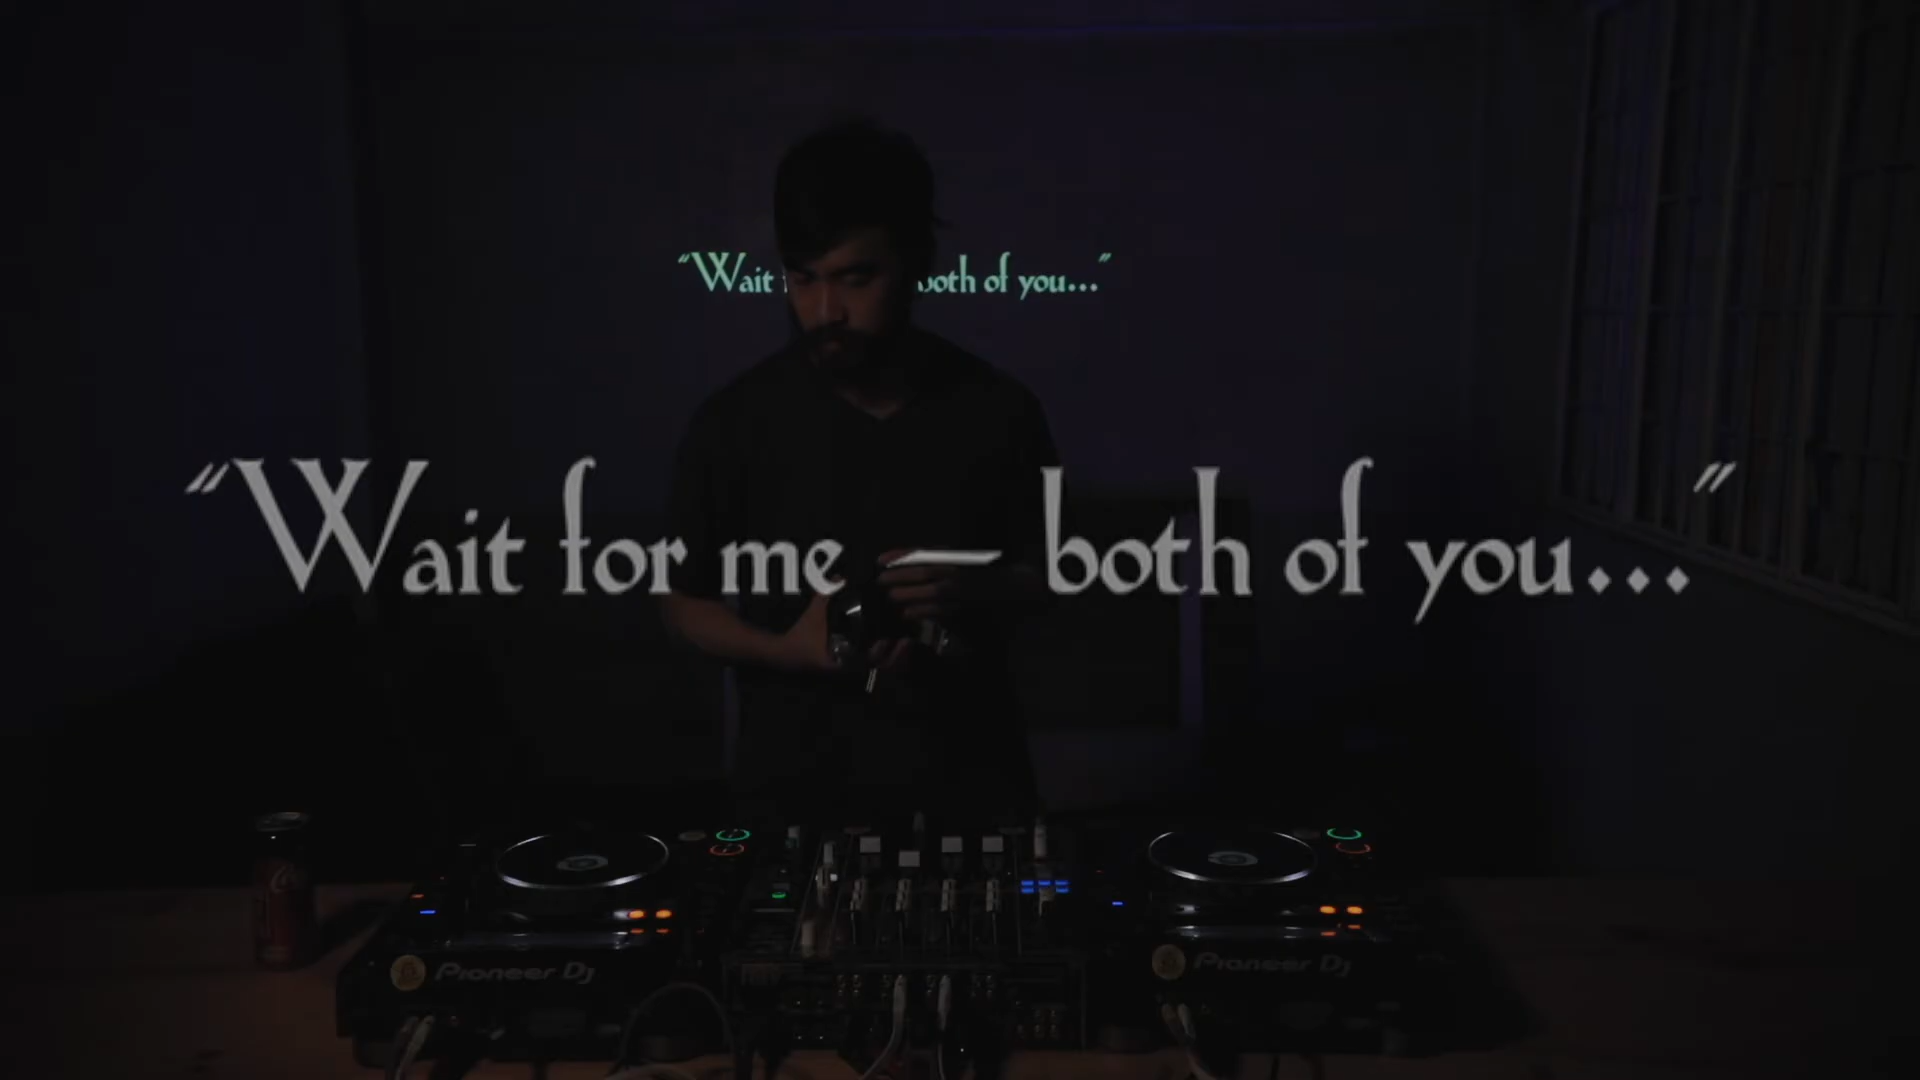 “Wait both of you...”
“Wait for me — both of you...”
Pioneer DJ
Pioneer DJ